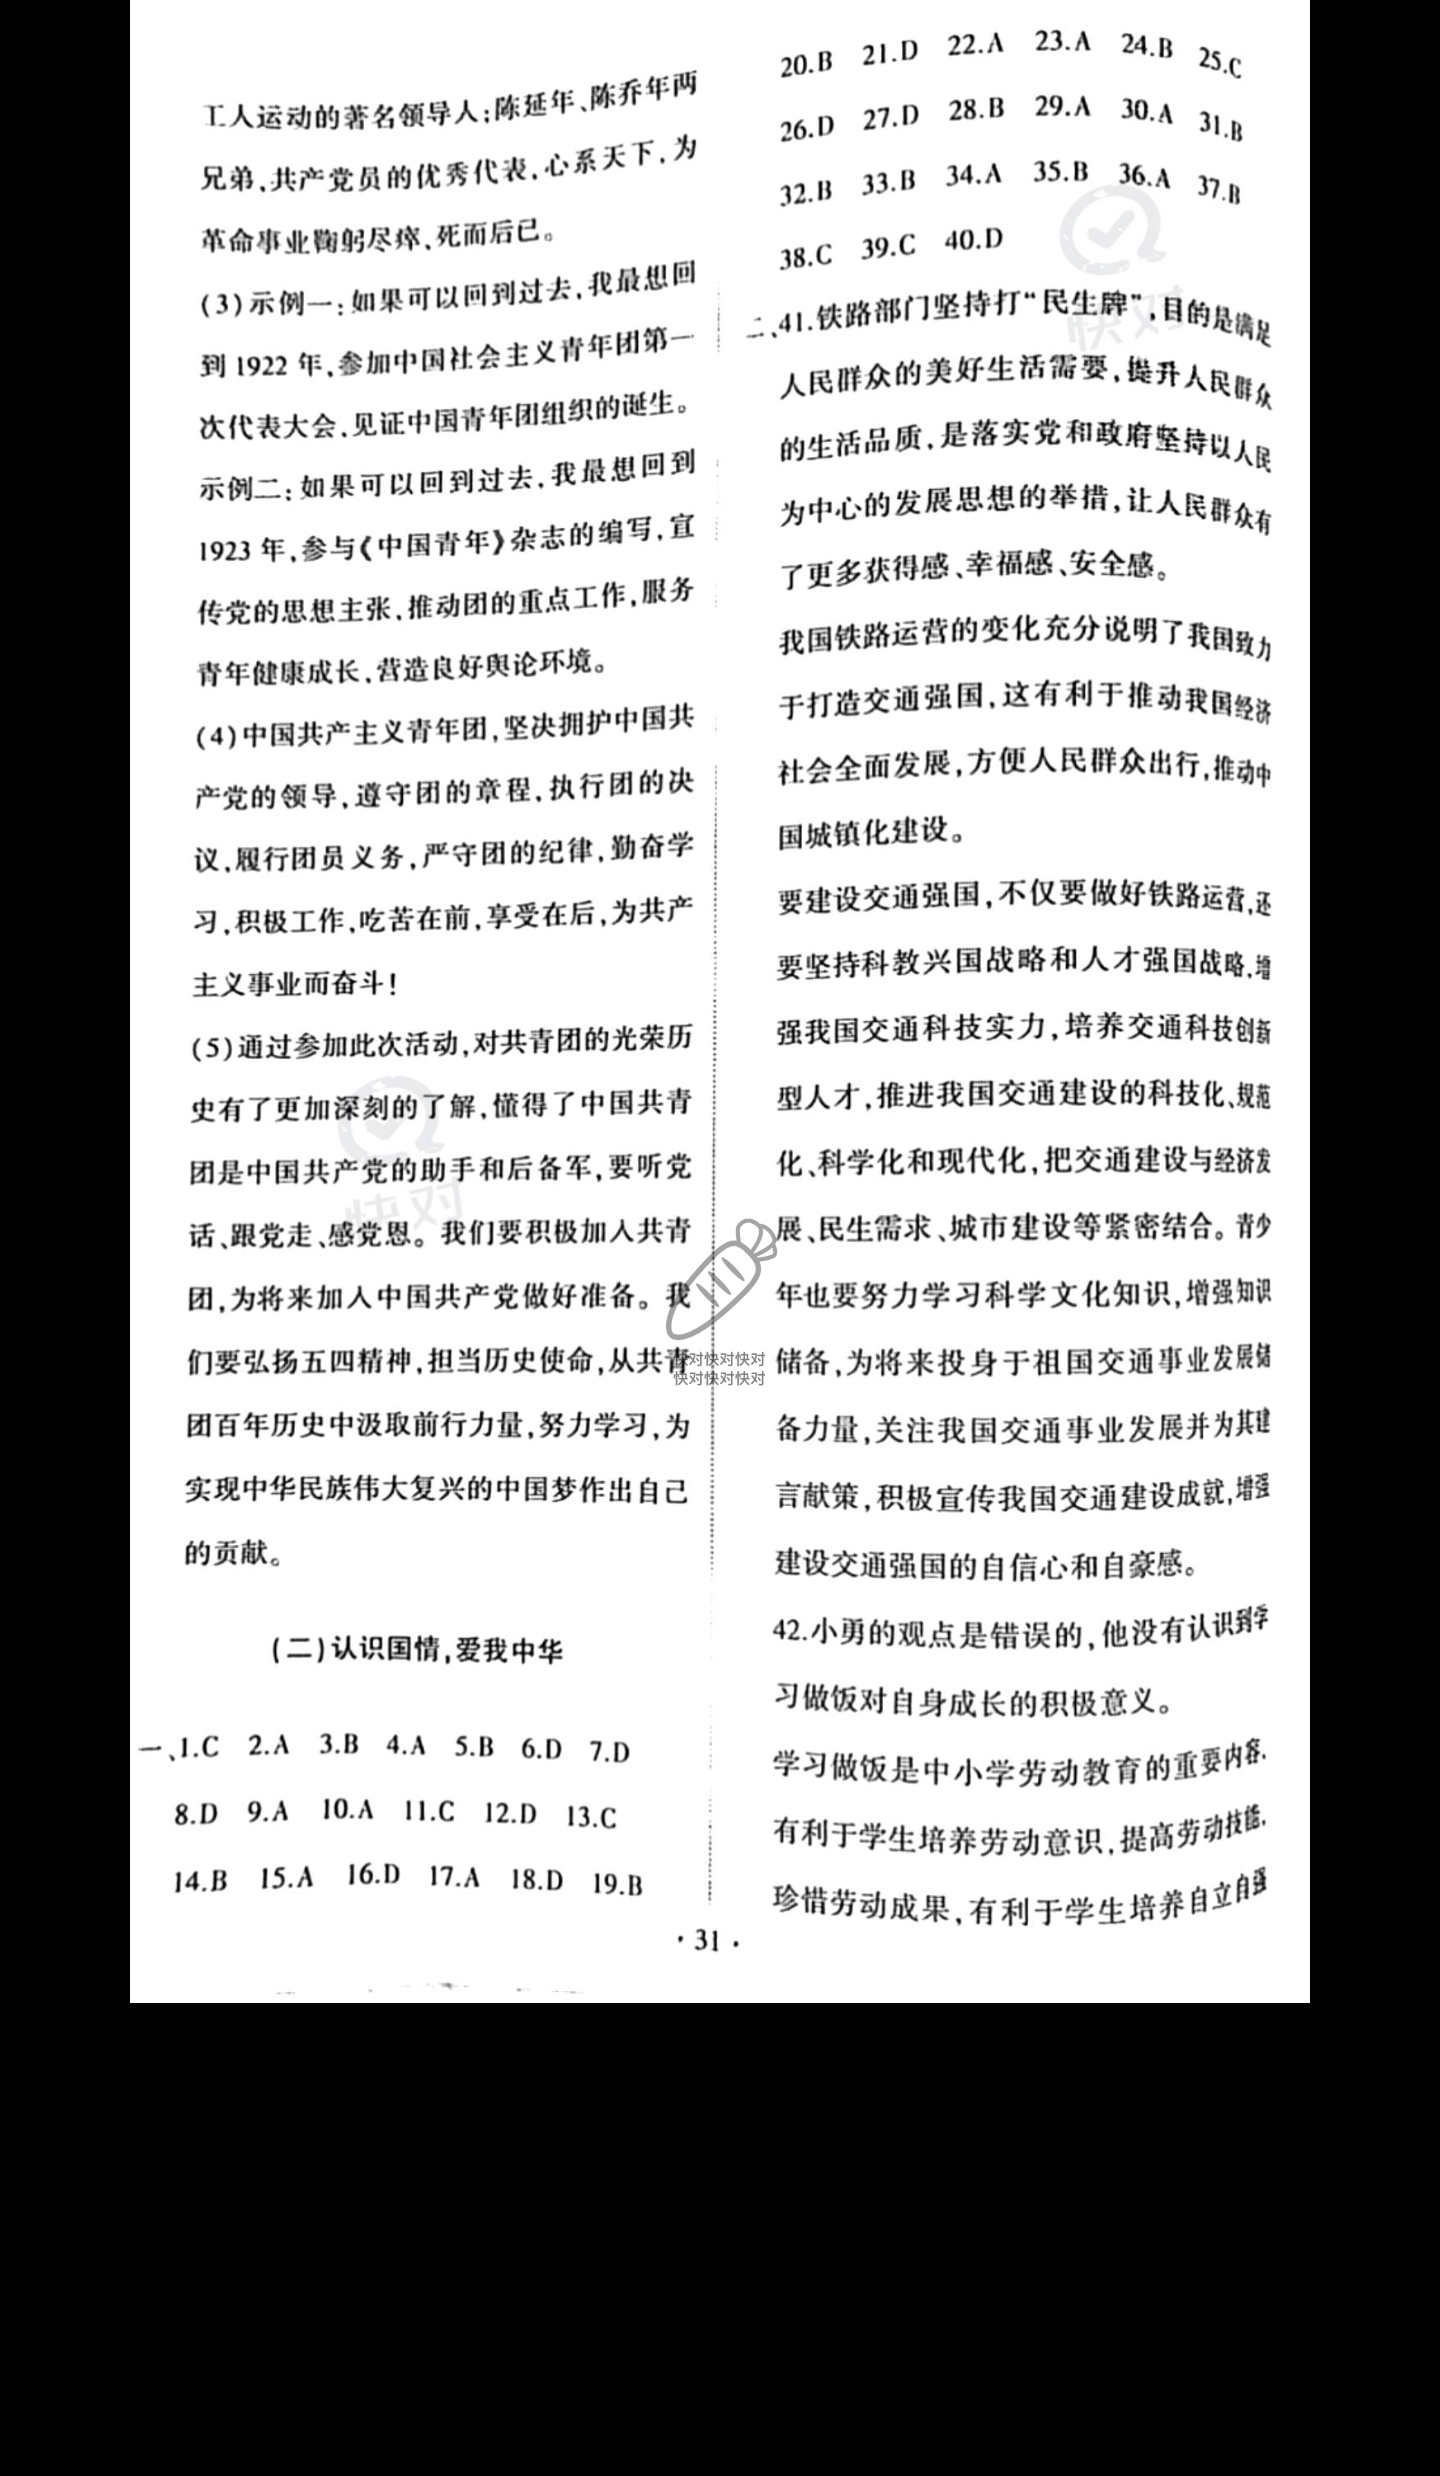 工人运动的著名领导人;陈延年、陈乔年两
兄弟,共产党员的优秀代表,心系天下,为
革命事业鞠躬尽瘁、死而后已。
(3)示例一:如果可以回到过去,我最想回
到1922年,参加中国社会主义青年团第一
次代表大会,见证中国青年团组织的诞生。
示例二:如果可以回到过去,我最想回到
1923年,参与《中国青年》杂志的编写,宣
传党的思想主张,推动团的重点工作,服务
青年健康成长,营造良好舆论环境。
(4)中国共产主义青年团,坚决拥护中国共
产党的领导,遵守团的章程,执行团的决
议,履行团员义务,严守团的纪律,勤奋学
习,积极工作,吃苦在前,享受在后,为共产
主义事业而奋斗!
(5)通过参加此次活动,对共青团的光荣历
史有了更加深刻的了解,懂得了中国共青
团是中国共产党的助手和后备军,要听党
话、跟党走、感党恩。我们要积极加入共青
团,为将来加入中国共产党做好准备。我
们要弘扬五四精神,担当历史使命,从共青
团百年历史中汲取前行力量,努力学习,为
实现中华民族伟大复兴的中国梦作出自己
的贡献。
(二)认识国情,爱我中华
一、1.C 2.A 3.B 4.A 5.B 6.D 7.D
8.D 9.A 10.A 11.C 12.D 13.C
14.B 15.A 16.D 17.A 18.D 19.B
20.B 21.D 22.A 23.A 24.B 25.C
26.D 27.D 28.B 29.A 30.A 31.B
32.B 33.B 34.A 35.B 36.A 37.B
38.C 39.C 40.D
二、41.铁路部门坚持打“民生牌”,目的是满足
人民群众的美好生活需要,提升人民群众
的生活品质,是落实党和政府坚持以人民
为中心的发展思想的举措,让人民群众有
了更多获得感、幸福感、安全感。
我国铁路运营的变化充分说明了我国致力
于打造交通强国,这有利于推动我国经济
社会全面发展,方便人民群众出行,推动中
国城镇化建设。
要建设交通强国,不仅要做好铁路运营,还
要坚持科教兴国战略和人才强国战略,增
强我国交通科技实力,培养交通科技创新
型人才,推进我国交通建设的科技化、规范
化、科学化和现代化,把交通建设与经济发
展、民生需求、城市建设等紧密结合。青少
年也要努力学习科学文化知识,增强知识
储备,为将来投身于祖国交通事业发展储
备力量,关注我国交通事业发展并为其建
言献策,积极宣传我国交通建设成就,增强
建设交通强国的自信心和自豪感。
42.小勇的观点是错误的,他没有认识到学
习做饭对自身成长的积极意义。
学习做饭是中小学劳动教育的重要内容,
有利于学生培养劳动意识,提高劳动技能,
珍惜劳动成果,有利于学生培养自立自强
·31·
快对
快对
快对快对快对
快对快对快对